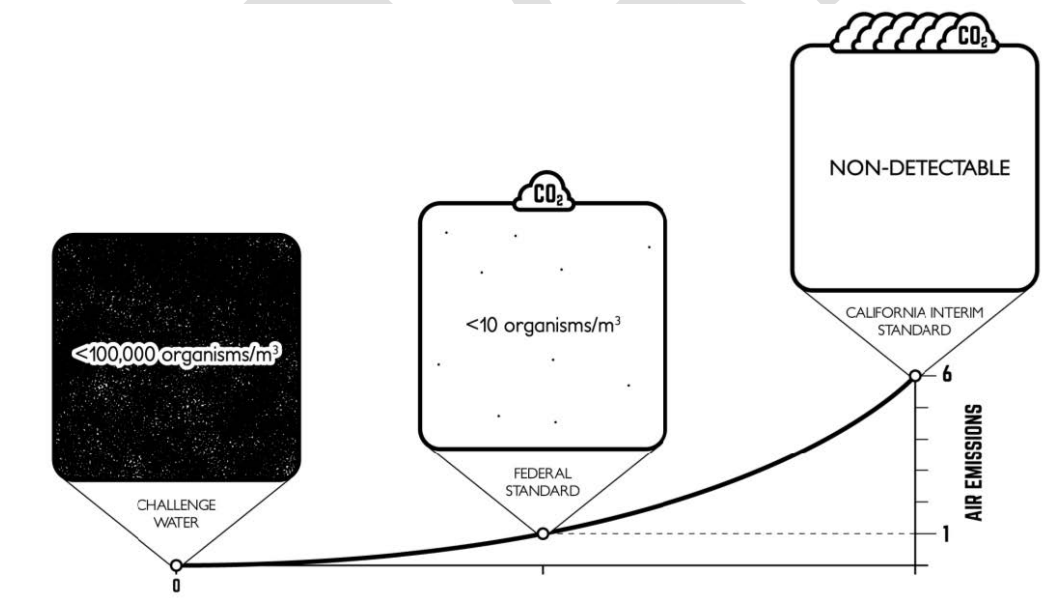 CO₂
NON-DETECTABLE
CALIFORNIA INTERIM
STANDARD
CO₂
<10 organisms/m³
FEDERAL
STANDARD
<100,000 organisms/m³
CHALLENGE
WATER
6
AIR EMISSIONS
1
0